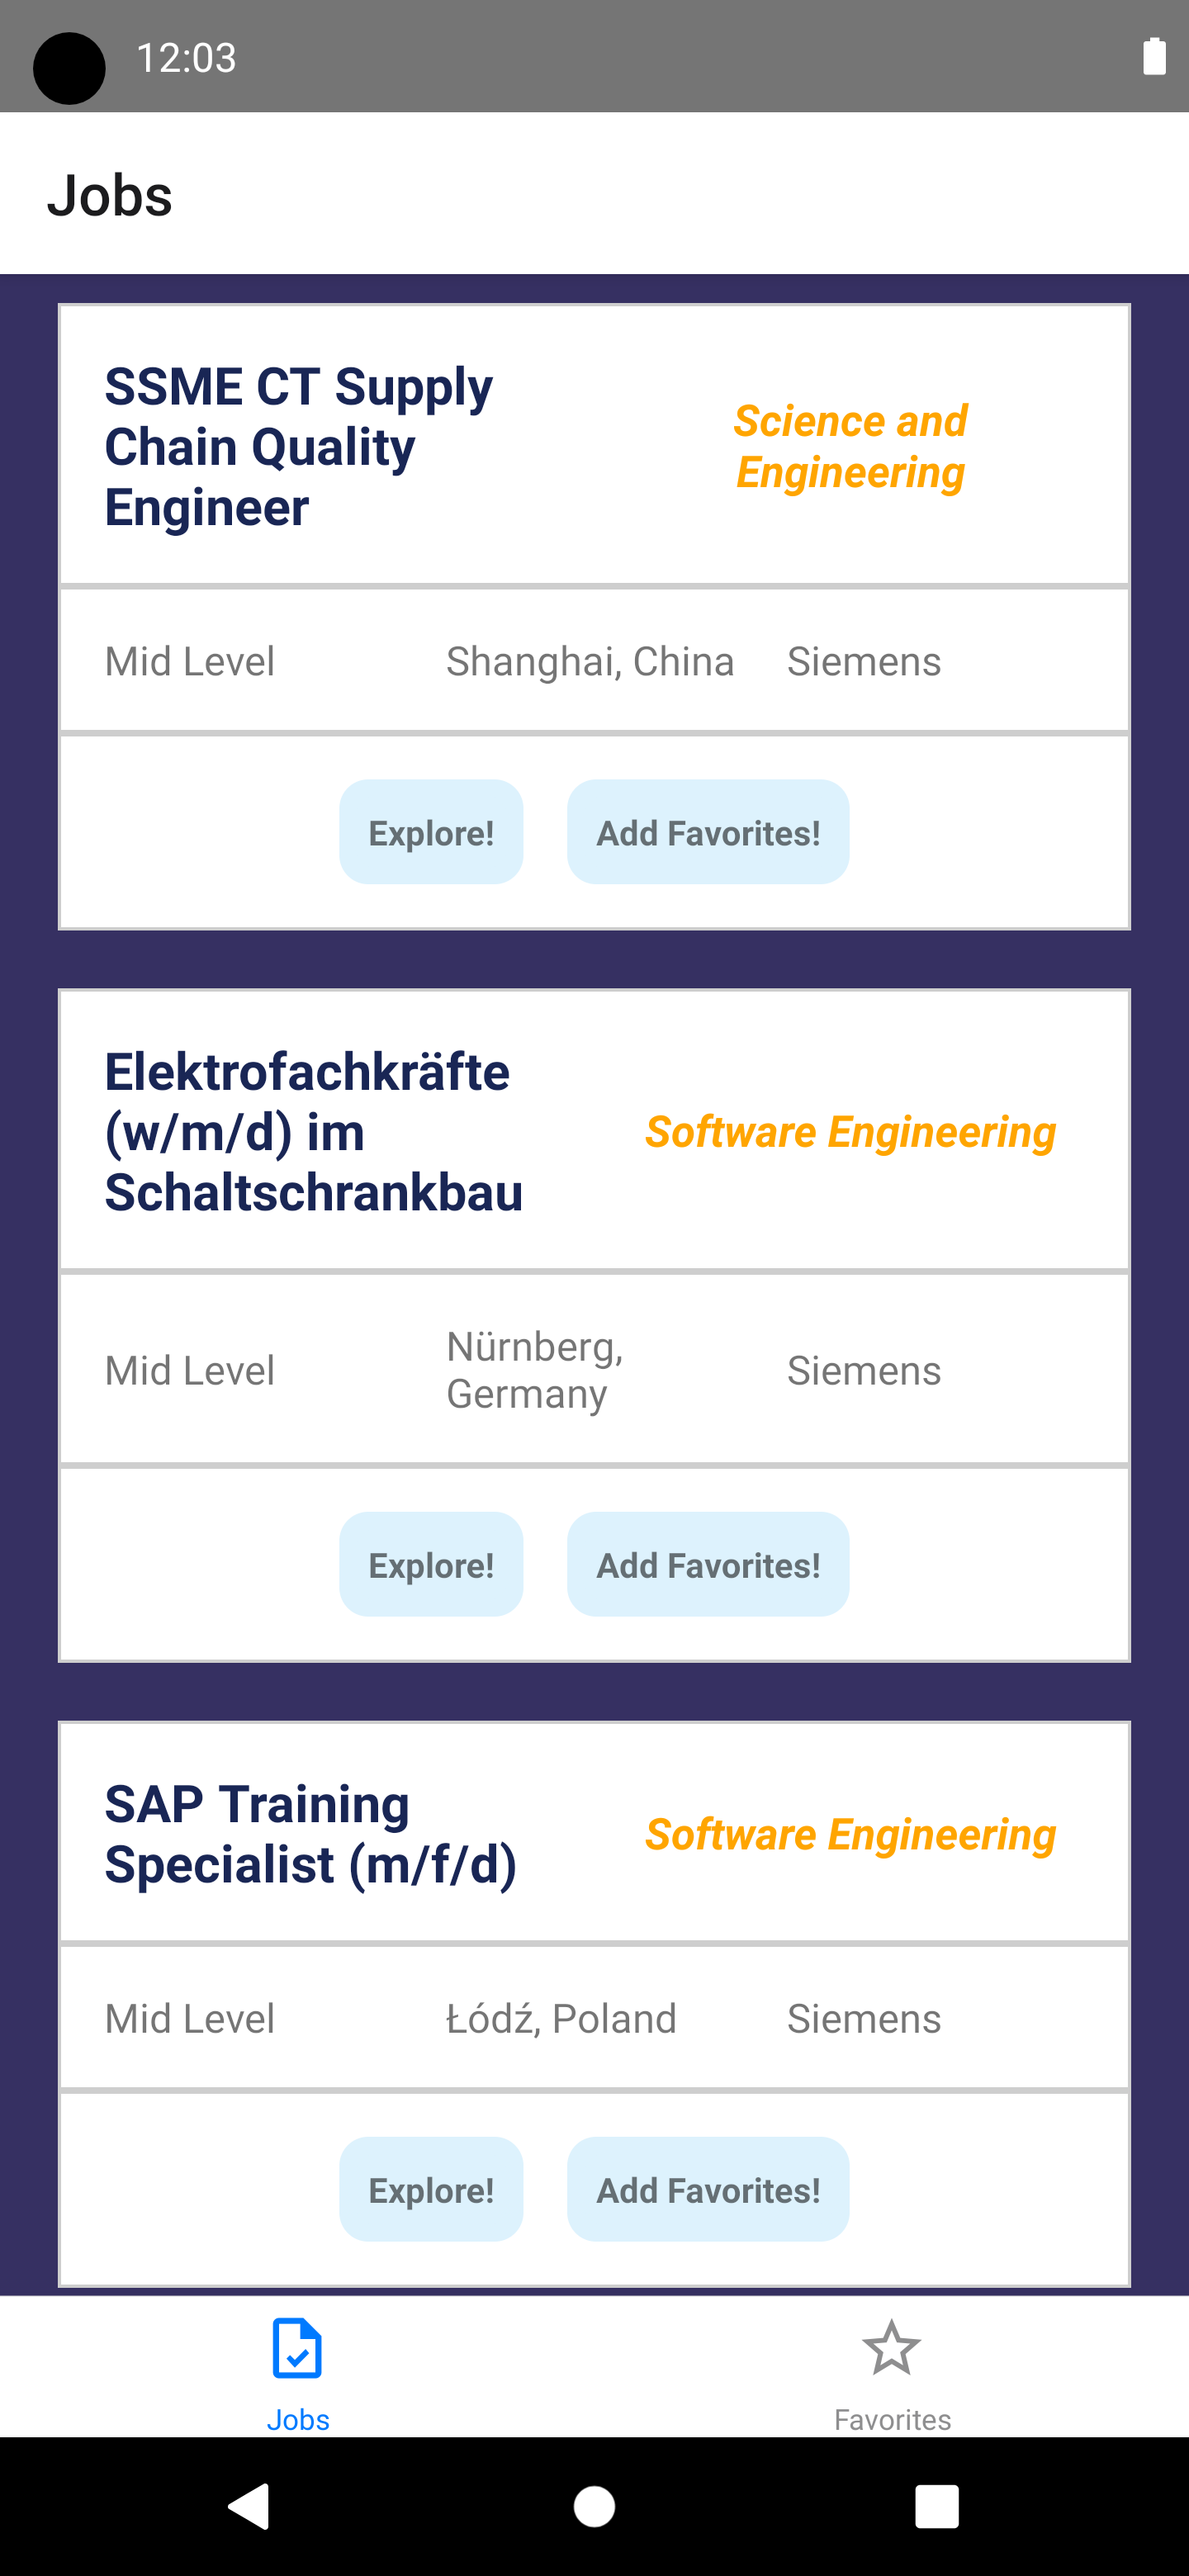 12:03
Jobs
SSME CT Supply
Chain Quality
Engineer
Science and
Engineering
Mid Level
Shanghai, China
Siemens
Explore!
Add Favorites!
Elektrofachkräfte
(w/m/d) im
Schaltschrankbau
Software Engineering
Mid Level
Nürnberg,
Germany
Siemens
Explore!
Add Favorites!
SAP Training
Specialist (m/f/d)
Software Engineering
Mid Level
Łódź, Poland
Siemens
Explore!
Add Favorites!
Jobs
Favorites